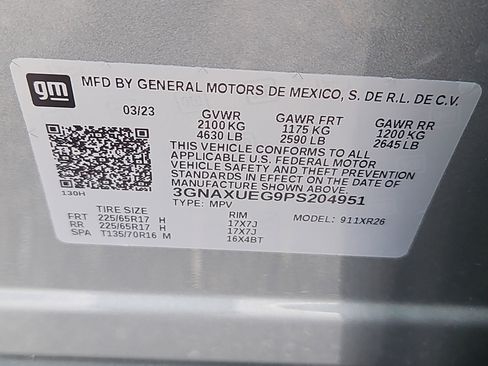 gm
MFD BY GENERAL MOTORS DE MEXICO, S. DE R.L. DE C.V.
03/23 GVWR GAWR FRT GAWR RR
2100 KG 1175 KG 1200 KG
4630 LB 2590 LB 2645 LB
THIS VEHICLE CONFORMS TO ALL
APPLICABLE U.S. FEDERAL MOTOR
VEHICLE SAFETY AND THEFT PREVENTION
STANDARDS IN EFFECT ON THE DATE OF
MANUFACTURE SHOWN ABOVE.
130H 3GNAXUEG9PS204951
TYPE: MPV
TIRE SIZE RIM MODEL: 911XR26
FRT 225/65R17 H 17X7J
RR 225/65R17 H 17X7J
SPA T135/70R16 M 16X4BT